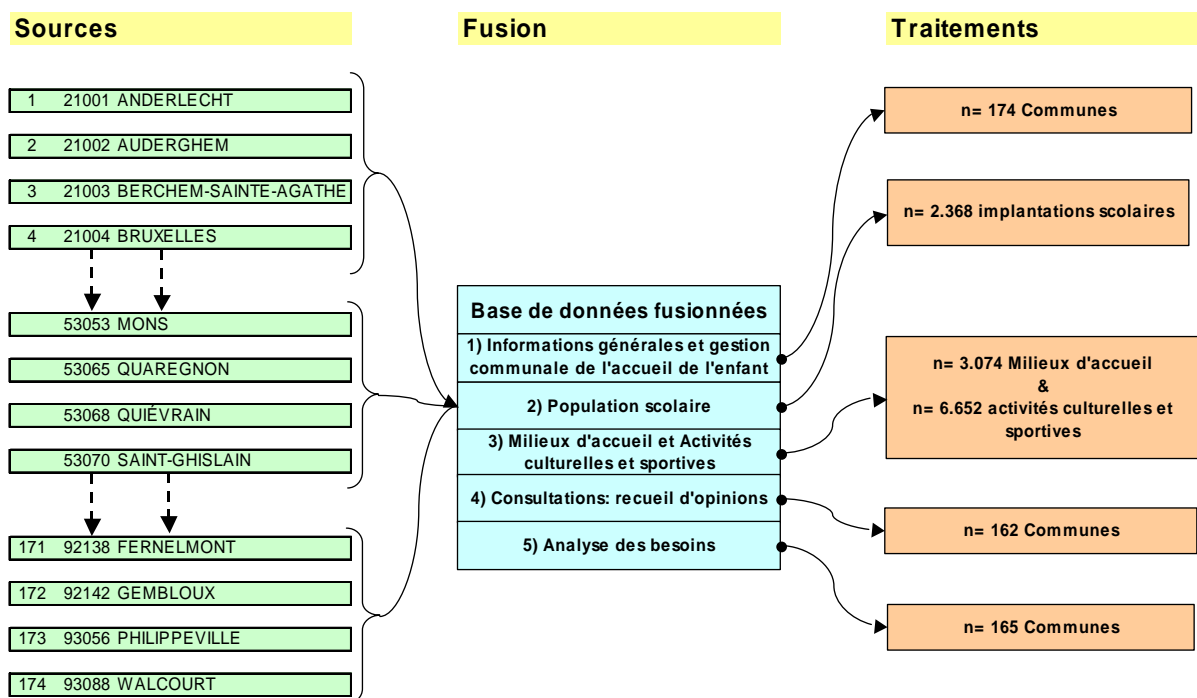 Sources
Fusion
Traitements
1 21001 ANDERLECHT
2 21002 AUDERGHEM
3 21003 BERCHEM-SAINTE-AGATHE
4 21004 BRUXELLES
53053 MONS
53065 QUAREGNON
53068 QUIÉVRAIN
53070 SAINT-GHISLAIN
171 92138 FERNELMONT
172 92142 GEMBLOUX
173 93056 PHILIPPEVILLE
174 93088 WALCOURT
Base de données fusionnées
1) Informations générales et gestion
communale de l'accueil de l'enfant
2) Population scolaire
3) Milieux d'accueil et Activités
culturelles et sportives
4) Consultations: recueil d'opinions
5) Analyse des besoins
n= 174 Communes
n= 2.368 implantations scolaires
n= 3.074 Milieux d'accueil
&
n= 6.652 activités culturelles et
sportives
n= 162 Communes
n= 165 Communes